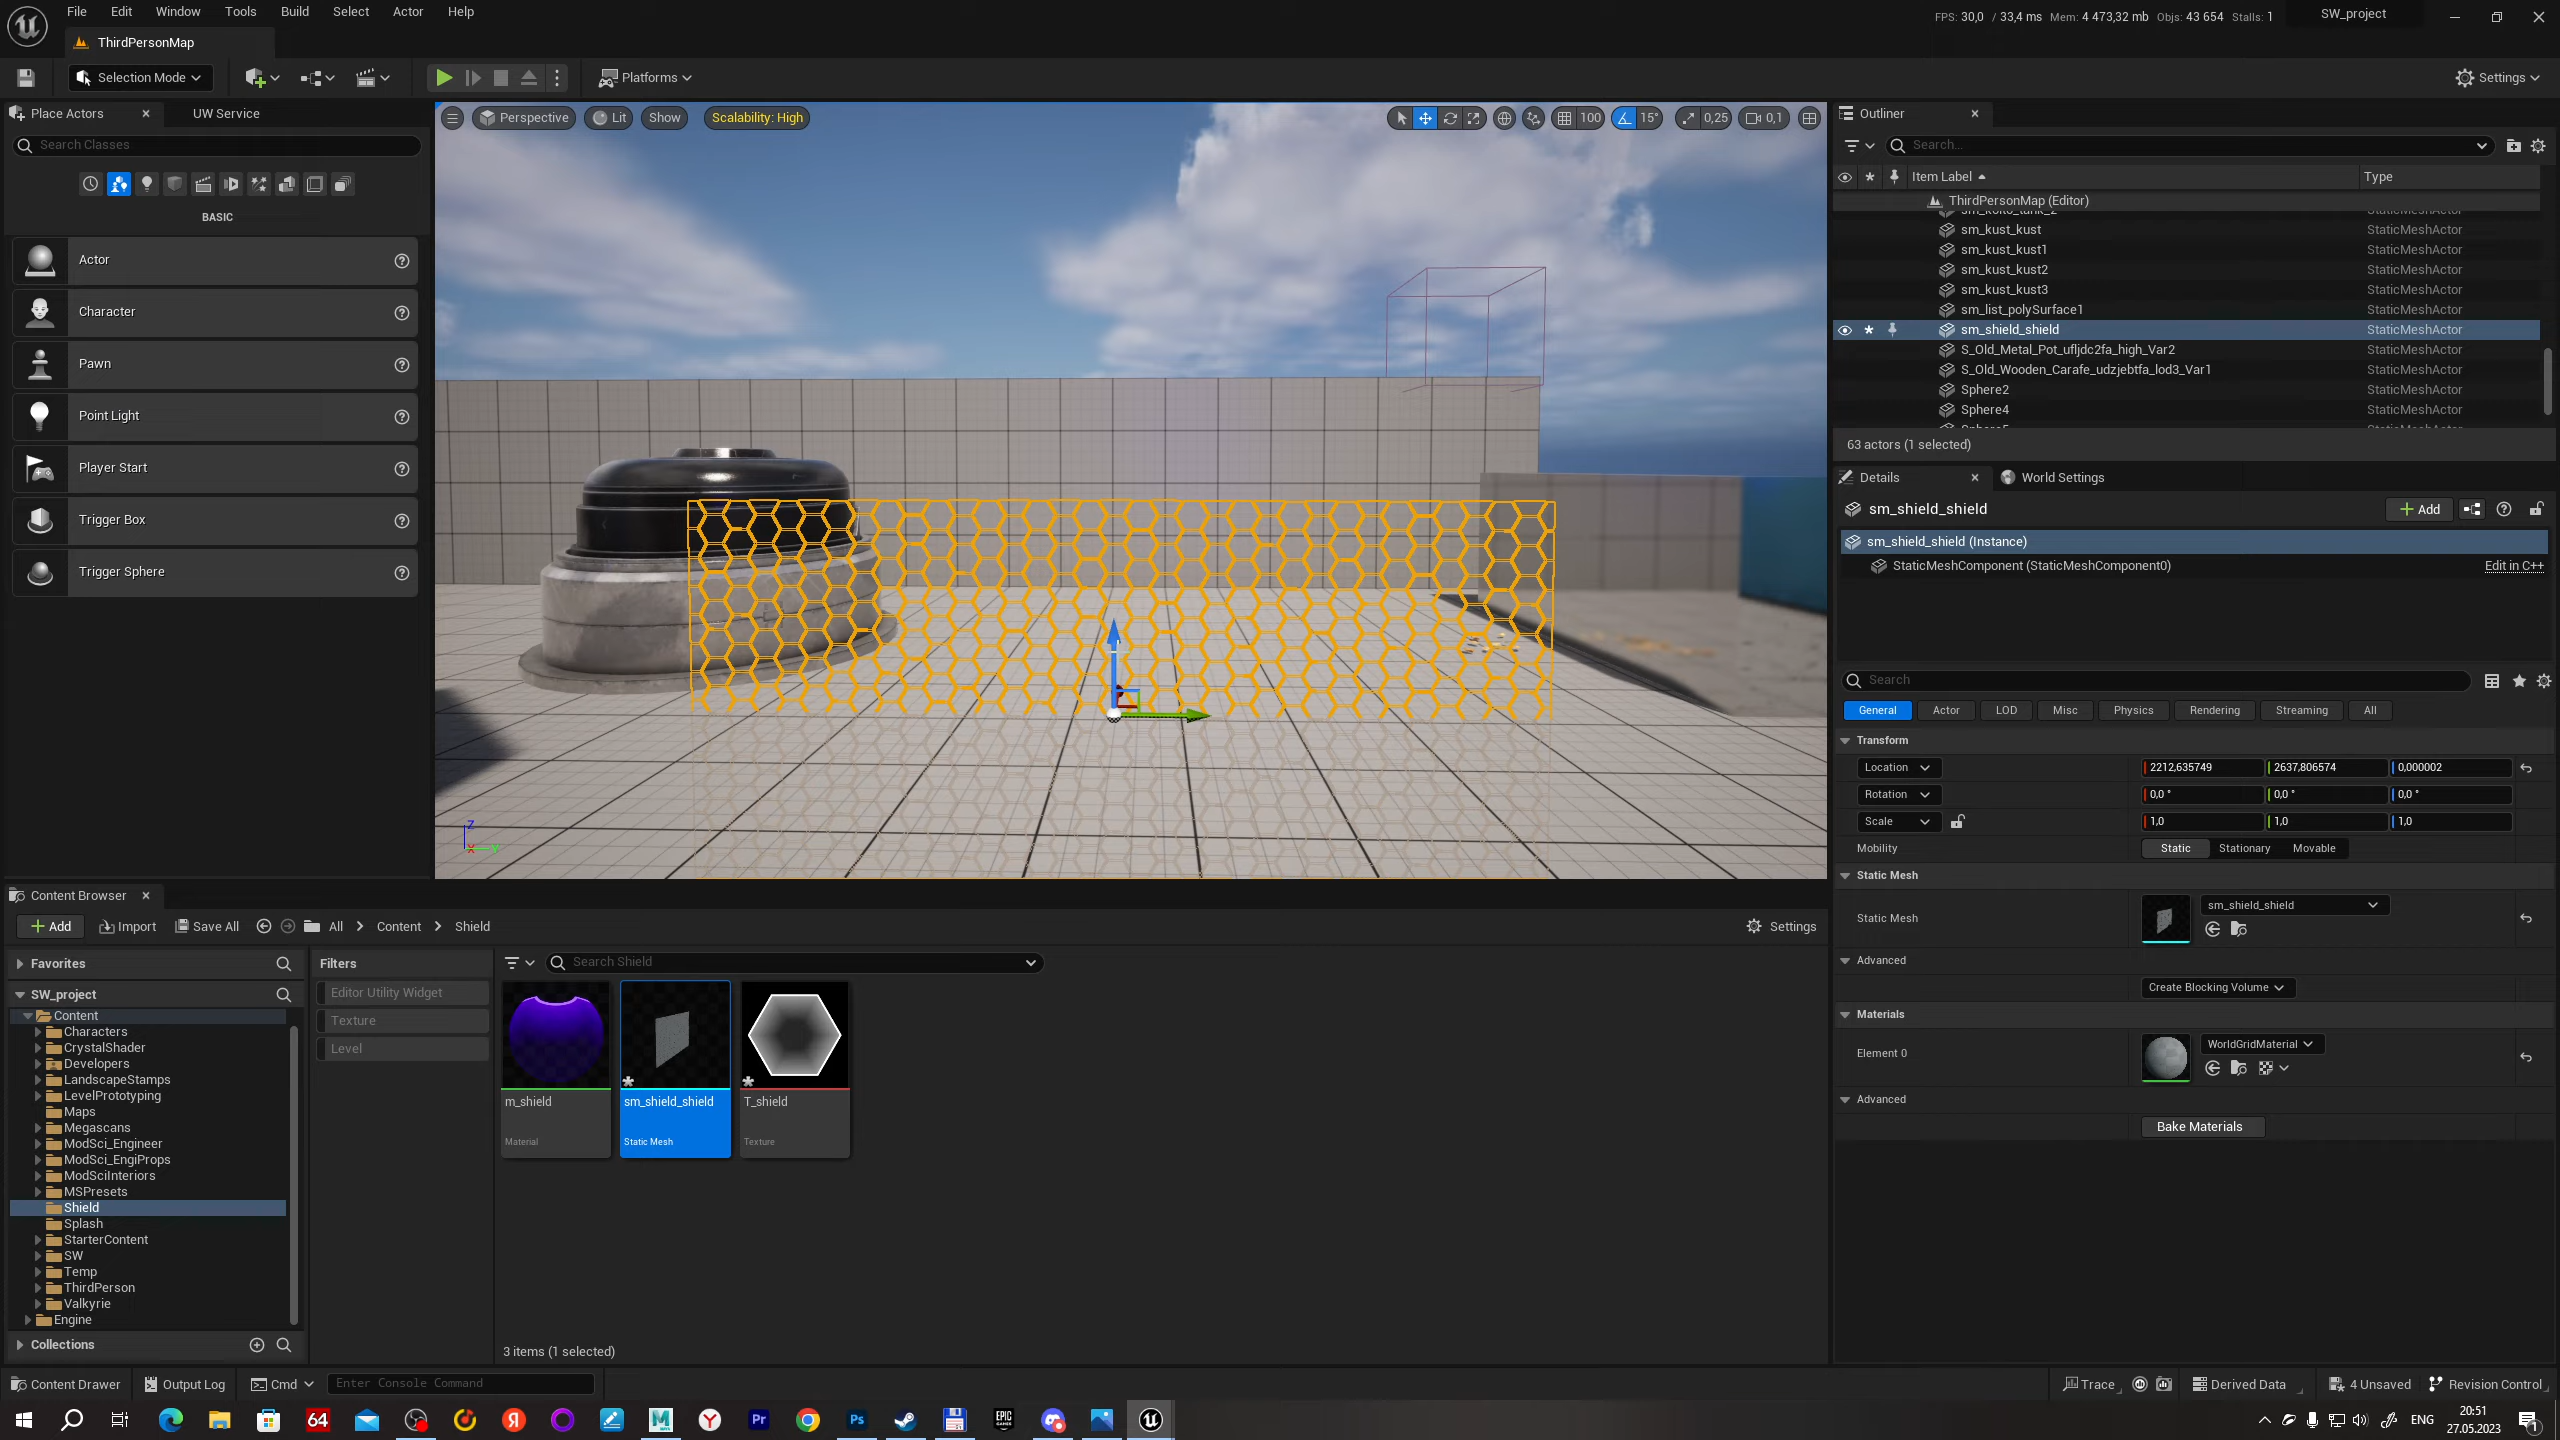 File Edit Window Tools Build Select Actor Help
FPS: 30,0 / 33,4 ms Mem: 4 473,32 mb Objs: 43 654 Stalls: 1
SW_project
ThirdPersonMap
Selection Mode
Platforms
Settings
Place Actors
UW Service
Search Classes
BASIC
Actor
Character
Pawn
Point Light
Player Start
Trigger Box
Trigger Sphere
Perspective
Lit
Show
Scalability: High
100
15°
0,25
0,1
Z
X
Y
Outliner
Search...
Item Label
Type
ThirdPersonMap (Editor)
sm_kust_kust StaticMeshActor
sm_kust_kust1 StaticMeshActor
sm_kust_kust2 StaticMeshActor
sm_kust_kust3 StaticMeshActor
sm_list_polySurface1 StaticMeshActor
sm_shield_shield StaticMeshActor
S_Old_Metal_Pot_ufljdc2fa_high_Var2 StaticMeshActor
S_Old_Wooden_Carafe_udzjebtfa_lod3_Var1 StaticMeshActor
Sphere2 StaticMeshActor
Sphere4 StaticMeshActor
63 actors (1 selected)
Details
World Settings
sm_shield_shield
Add
sm_shield_shield (Instance)
StaticMeshComponent (StaticMeshComponent0)
Edit in C++
Search
General Actor LOD Misc Physics Rendering Streaming All
Transform
Location 2212,635749 2637,806574 0,000002
Rotation 0,0 ° 0,0 ° 0,0 °
Scale 1,0 1,0 1,0
Mobility Static Stationary Movable
Static Mesh
Static Mesh sm_shield_shield
Advanced
Create Blocking Volume
Materials
Element 0 WorldGridMaterial
Advanced
Bake Materials
Content Browser
Add Import Save All All Content Shield
Settings
Favorites
SW_project
Content
Characters
CrystalShader
Developers
LandscapeStamps
LevelPrototyping
Maps
Megascans
ModSci_Engineer
ModSci_EngiProps
ModSciInteriors
MSPresets
Shield
Splash
StarterContent
SW
Temp
ThirdPerson
Valkyrie
Engine
Collections
Filters
Editor Utility Widget
Texture
Level
Search Shield
m_shield
Material
sm_shield_shield
Static Mesh
T_shield
Texture
3 items (1 selected)
Content Drawer Output Log Cmd Enter Console Command
Trace Derived Data 4 Unsaved Revision Control
64
Я
M
Y
Pr
Ps
EPIC
ENG
20:51
27.05.2023
1